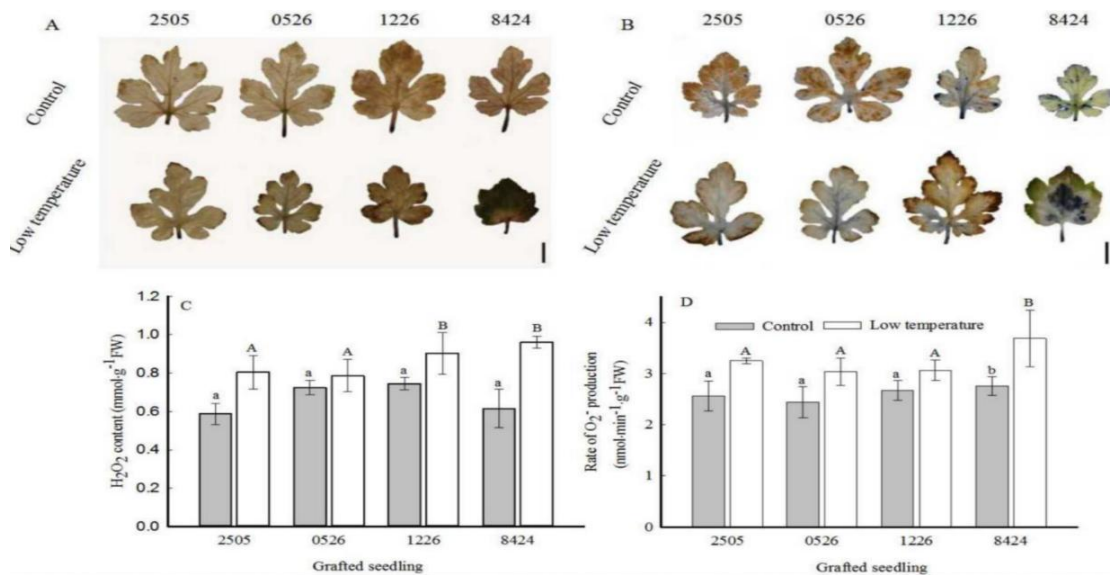 A 2505 0526 1226 8424
Control
Low temperature
B 2505 0526 1226 8424
Control
Low temperature
C
H₂O₂ content (mmol·g⁻¹FW)
1.2
1.0
0.8
0.6
0.4
0.2
0.0
a A a A a B a B
2505 0526 1226 8424
Grafted seedling
D
Control Low temperature
Rate of O₂⁻ production
(nmol·min⁻¹·g⁻¹FW)
4
3
2
1
0
a A a A a A b B
2505 0526 1226 8424
Grafted seedling